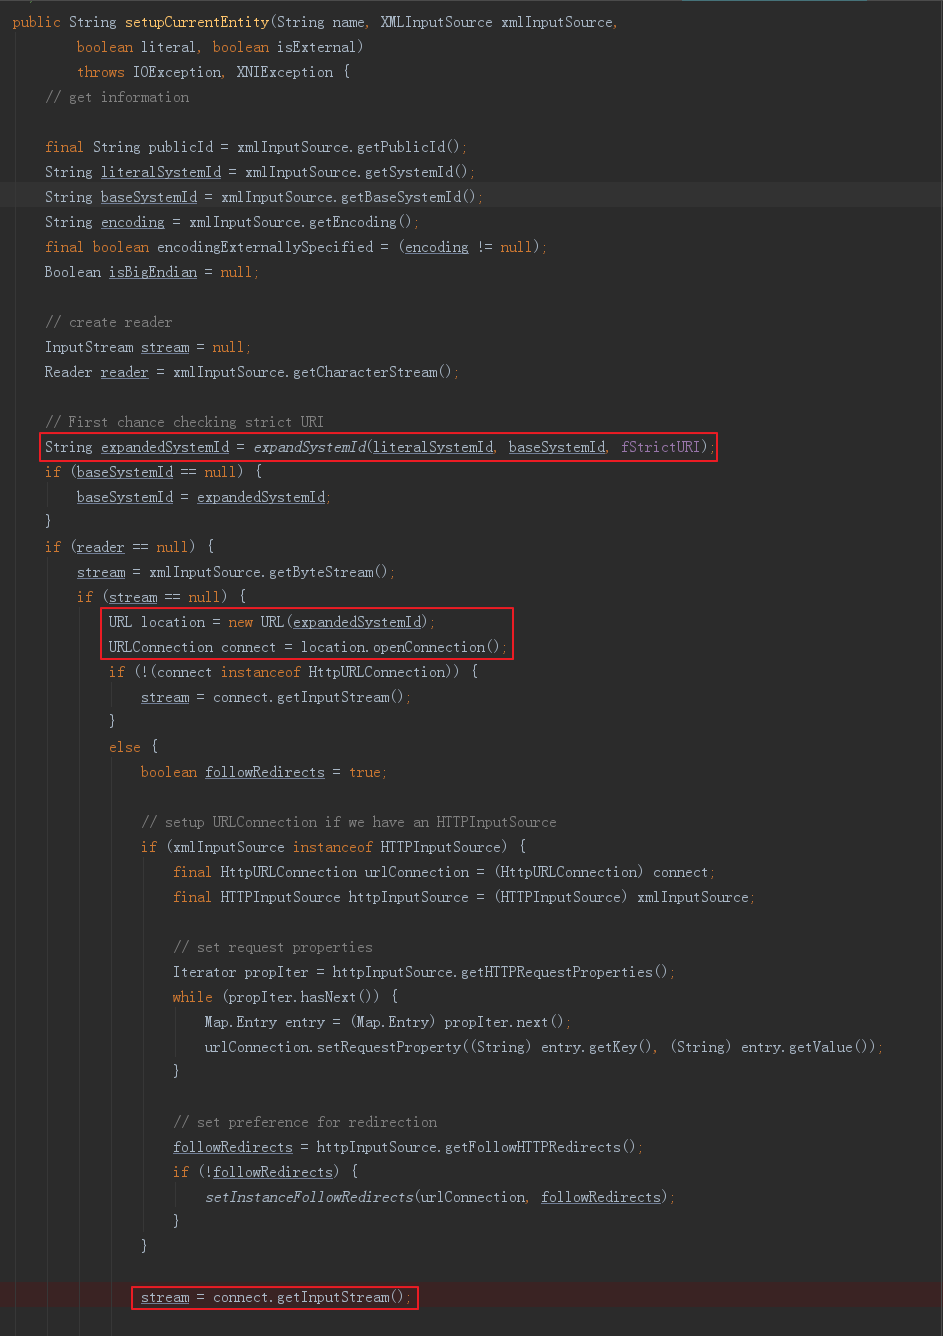 public String setupCurrentEntity(String name, XMLInputSource xmlInputSource,
        boolean literal, boolean isExternal)
        throws IOException, XNIException {
    // get information

    final String publicId = xmlInputSource.getPublicId();
    String literalSystemId = xmlInputSource.getSystemId();
    String baseSystemId = xmlInputSource.getBaseSystemId();
    String encoding = xmlInputSource.getEncoding();
    final boolean encodingExternallySpecified = (encoding != null);
    Boolean isBigEndian = null;

    // create reader
    InputStream stream = null;
    Reader reader = xmlInputSource.getCharacterStream();

    // First chance checking strict URI
    String expandedSystemId = expandSystemId(literalSystemId, baseSystemId, fStrictURI);
    if (baseSystemId == null) {
        baseSystemId = expandedSystemId;
    }
    if (reader == null) {
        stream = xmlInputSource.getByteStream();
        if (stream == null) {
            URL location = new URL(expandedSystemId);
            URLConnection connect = location.openConnection();
            if (!(connect instanceof HttpURLConnection)) {
                stream = connect.getInputStream();
            }
            else {
                boolean followRedirects = true;

                // setup URLConnection if we have an HTTPInputSource
                if (xmlInputSource instanceof HTTPInputSource) {
                    final HttpURLConnection urlConnection = (HttpURLConnection) connect;
                    final HTTPInputSource httpInputSource = (HTTPInputSource) xmlInputSource;

                    // set request properties
                    Iterator propIter = httpInputSource.getHTTPRequestProperties();
                    while (propIter.hasNext()) {
                        Map.Entry entry = (Map.Entry) propIter.next();
                        urlConnection.setRequestProperty((String) entry.getKey(), (String) entry.getValue());
                    }

                    // set preference for redirection
                    followRedirects = httpInputSource.getFollowHTTPRedirects();
                    if (!followRedirects) {
                        setInstanceFollowRedirects(urlConnection, followRedirects);
                    }
                }

                stream = connect.getInputStream();